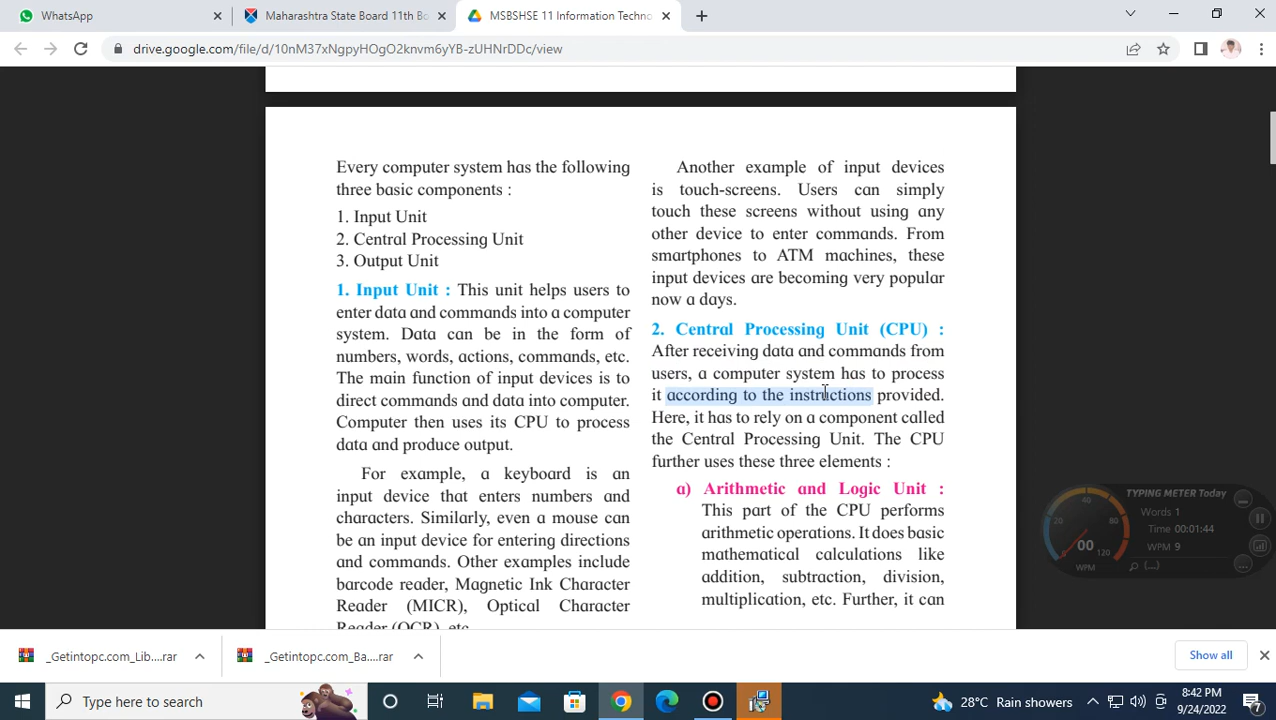 WhatsApp
Maharashtra State Board 11th Bo
MSBSHSE 11 Information Techno
drive.google.com/file/d/10nM37xNgpyHOgO2knvm6yYB-zUHNrDDc/view
Every computer system has the following
three basic components :
1. Input Unit
2. Central Processing Unit
3. Output Unit
1. Input Unit : This unit helps users to
enter data and commands into a computer
system. Data can be in the form of
numbers, words, actions, commands, etc.
The main function of input devices is to
direct commands and data into computer.
Computer then uses its CPU to process
data and produce output.
For example, a keyboard is an
input device that enters numbers and
characters. Similarly, even a mouse can
be an input device for entering directions
and commands. Other examples include
barcode reader, Magnetic Ink Character
Reader (MICR), Optical Character
Reader (OCR), etc.
Another example of input devices
is touch-screens. Users can simply
touch these screens without using any
other device to enter commands. From
smartphones to ATM machines, these
input devices are becoming very popular
now a days.
2. Central Processing Unit (CPU) :
After receiving data and commands from
users, a computer system has to process
it according to the instructions provided.
Here, it has to rely on a component called
the Central Processing Unit. The CPU
further uses these three elements :
a) Arithmetic and Logic Unit :
This part of the CPU performs
arithmetic operations. It does basic
mathematical calculations like
addition, subtraction, division,
multiplication, etc. Further, it can
TYPING METER Today
Words 1
Time 00:01:44
WPM 9
20
40
80
120
00
WPM
(...)
_Getintopc.com_Lib....rar
_Getintopc.com_Ba....rar
Show all
Type here to search
28°C Rain showers
8:42 PM
9/24/2022
7